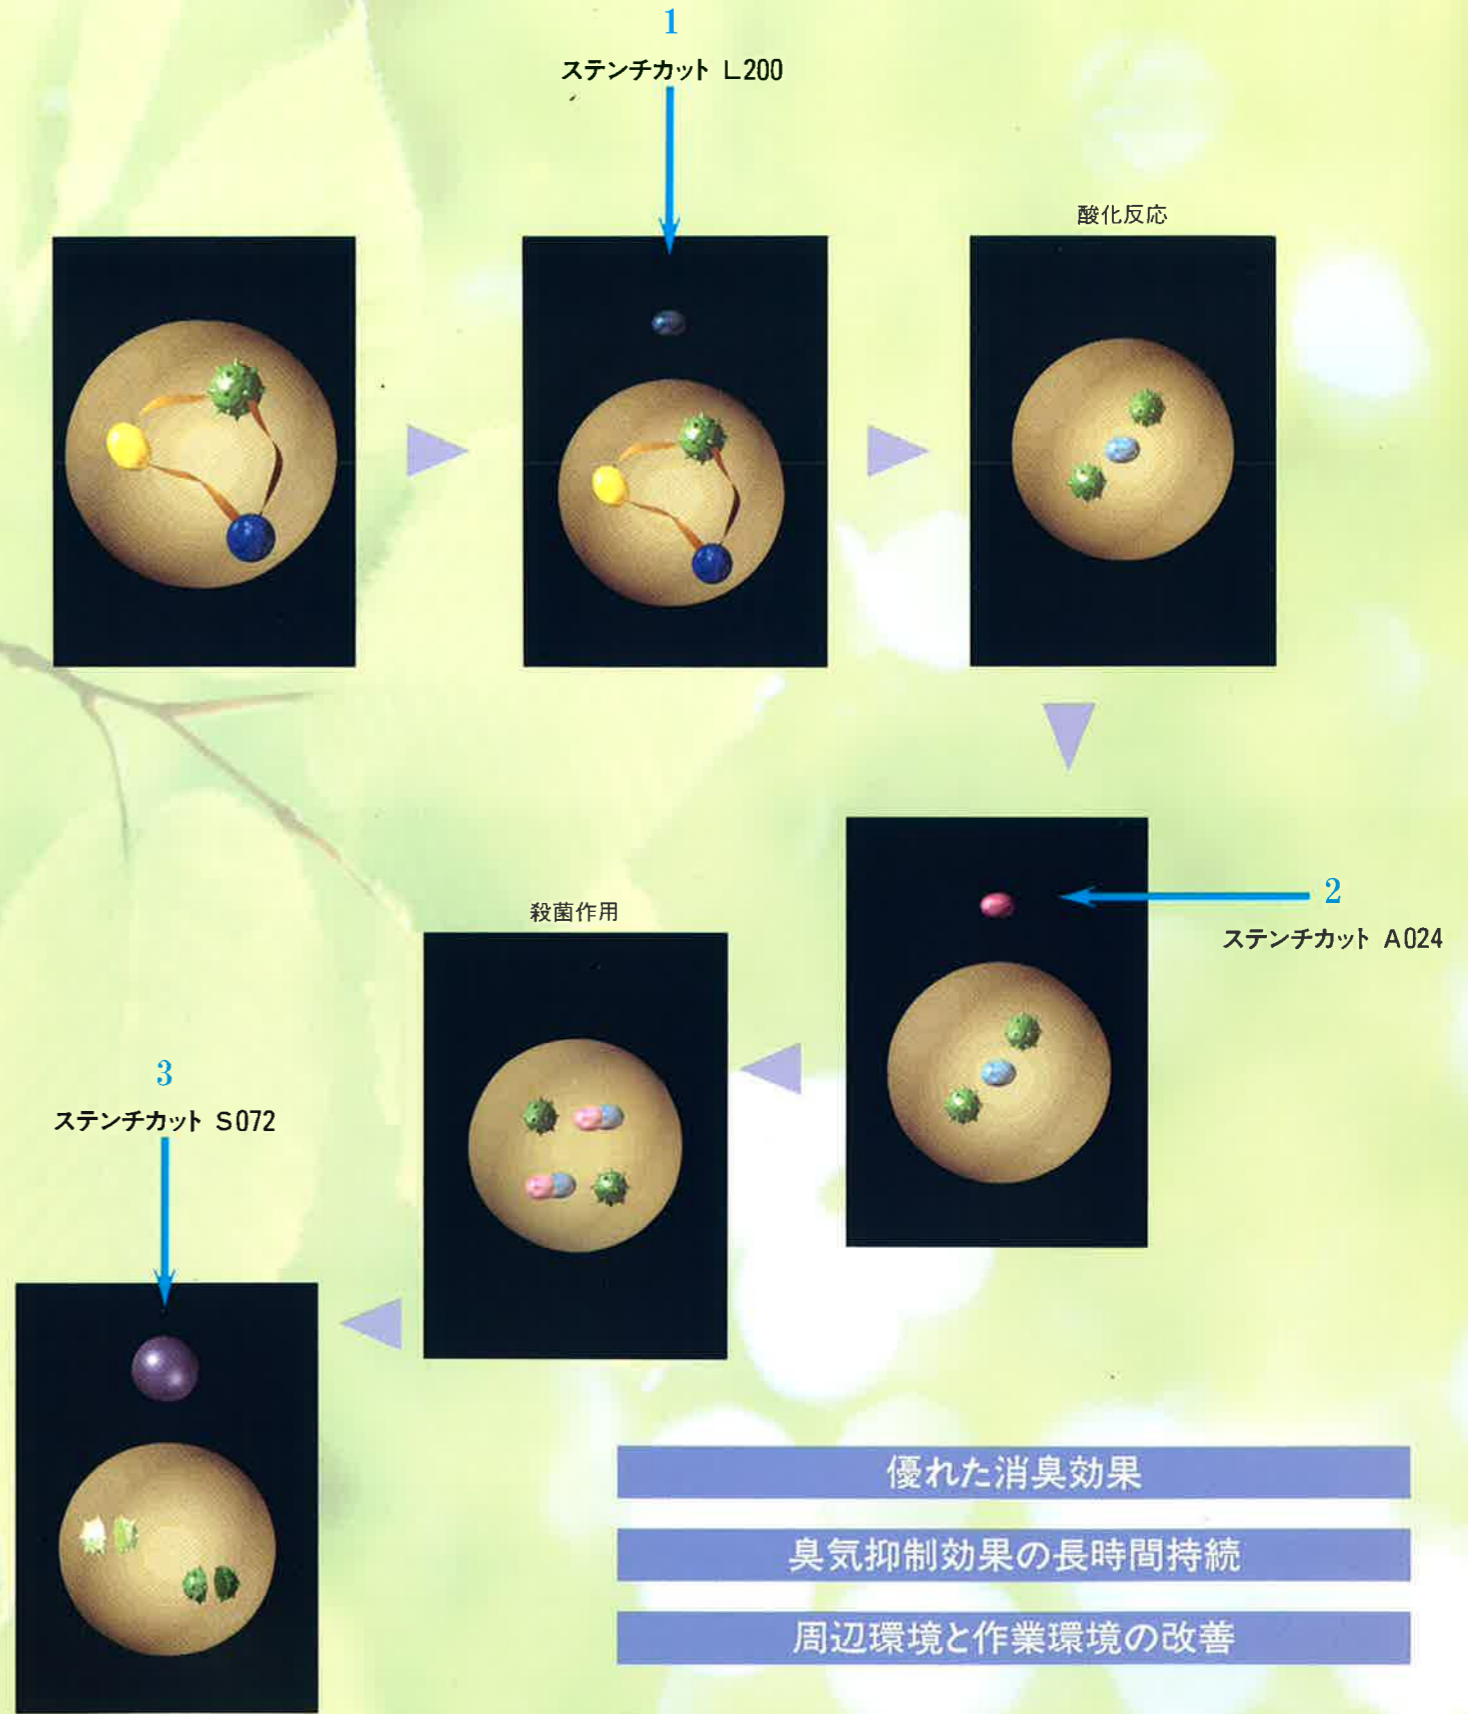 1
ステンチカット L200
酸化反応
2
ステンチカット A024
殺菌作用
3
ステンチカット S072
優れた消臭効果
臭気抑制効果の長時間持続
周辺環境と作業環境の改善